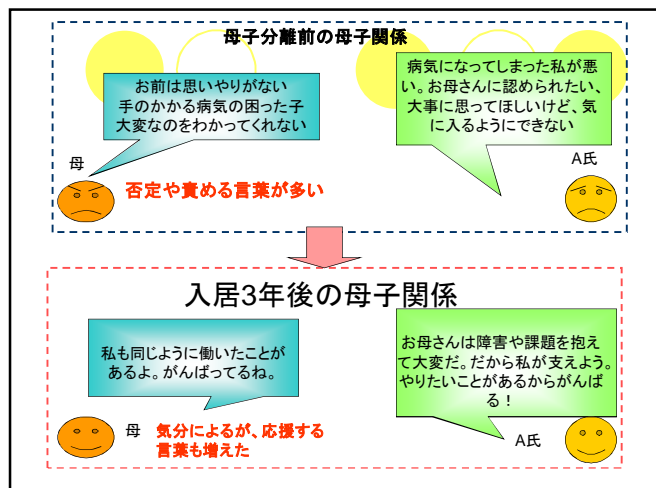 母子分離前の母子関係
お前は思いやりがない
手のかかる病気の困った子
大変なのをわかってくれない
病気になってしまった私が悪
い。お母さんに認められたい、
大事に思ってほしいけど、気
に入るようにできない
母
A氏
否定や責める言葉が多い
入居3年後の母子関係
私も同じように働いたことが
あるよ。がんばってるね。
お母さんは障害や課題を抱え
て大変だ。だから私が支えよう。
やりたいことがあるからがんば
る！
母
気分によるが、応援する
言葉も増えた
A氏